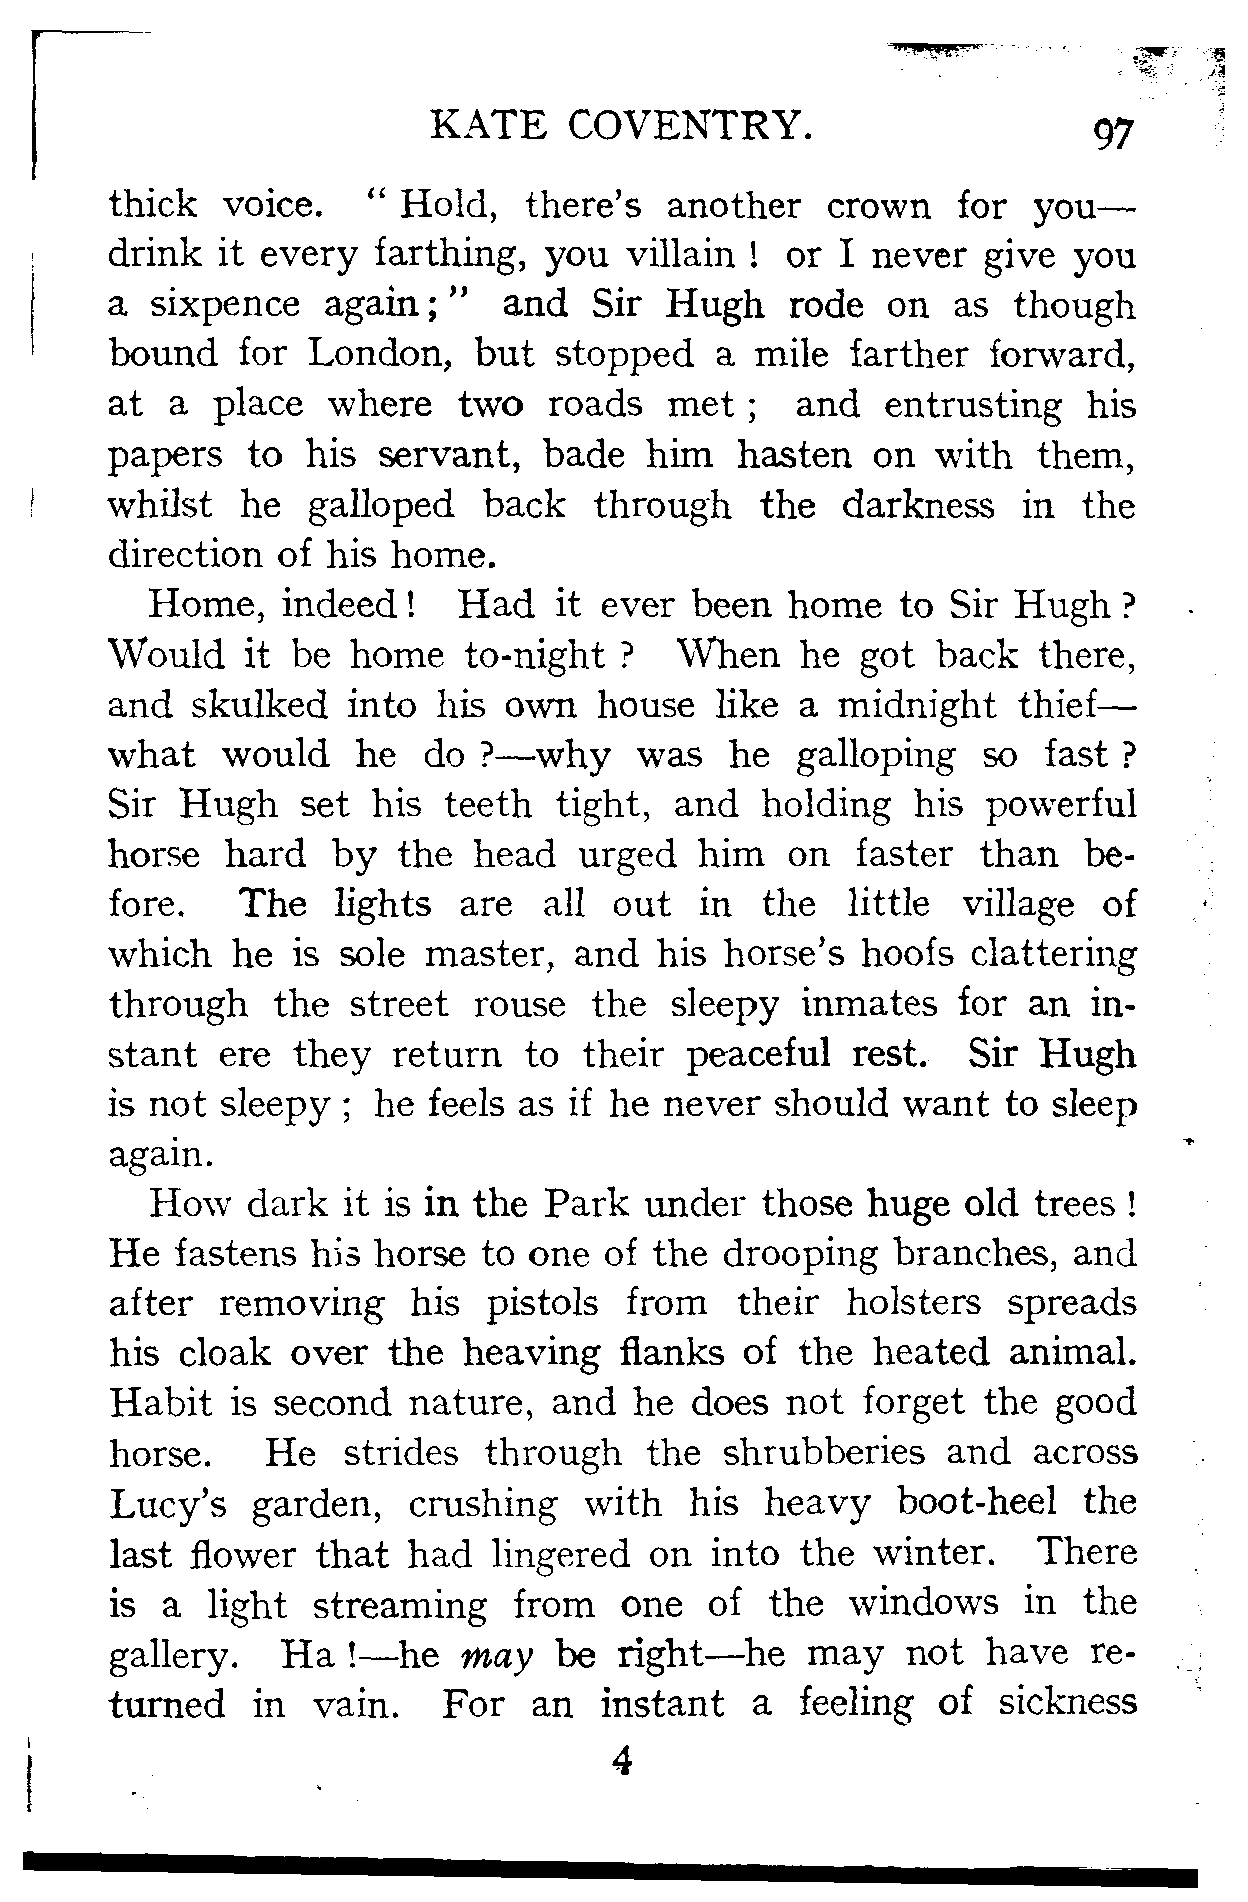 KATE COVENTRY. 97
thick voice. " Hold, there's another crown for you—
drink it every farthing, you villain ! or I never give you
a sixpence again ; " and Sir Hugh rode on as though
bound for London, but stopped a mile farther forward,
at a place where two roads met ; and entrusting his
papers to his servant, bade him hasten on with them,
whilst he galloped back through the darkness in the
direction of his home.
Home, indeed ! Had it ever been home to Sir Hugh ?
Would it be home to-night ? When he got back there,
and skulked into his own house like a midnight thief—
what would he do ?—why was he galloping so fast ?
Sir Hugh set his teeth tight, and holding his powerful
horse hard by the head urged him on faster than be-
fore. The lights are all out in the little village of
which he is sole master, and his horse's hoofs clattering
through the street rouse the sleepy inmates for an in-
stant ere they return to their peaceful rest. Sir Hugh
is not sleepy ; he feels as if he never should want to sleep
again.
How dark it is in the Park under those huge old trees !
He fastens his horse to one of the drooping branches, and
after removing his pistols from their holsters spreads
his cloak over the heaving flanks of the heated animal.
Habit is second nature, and he does not forget the good
horse. He strides through the shrubberies and across
Lucy's garden, crushing with his heavy boot-heel the
last flower that had lingered on into the winter. There
is a light streaming from one of the windows in the
gallery. Ha !—he may be right—he may not have re-
turned in vain. For an instant a feeling of sickness
4